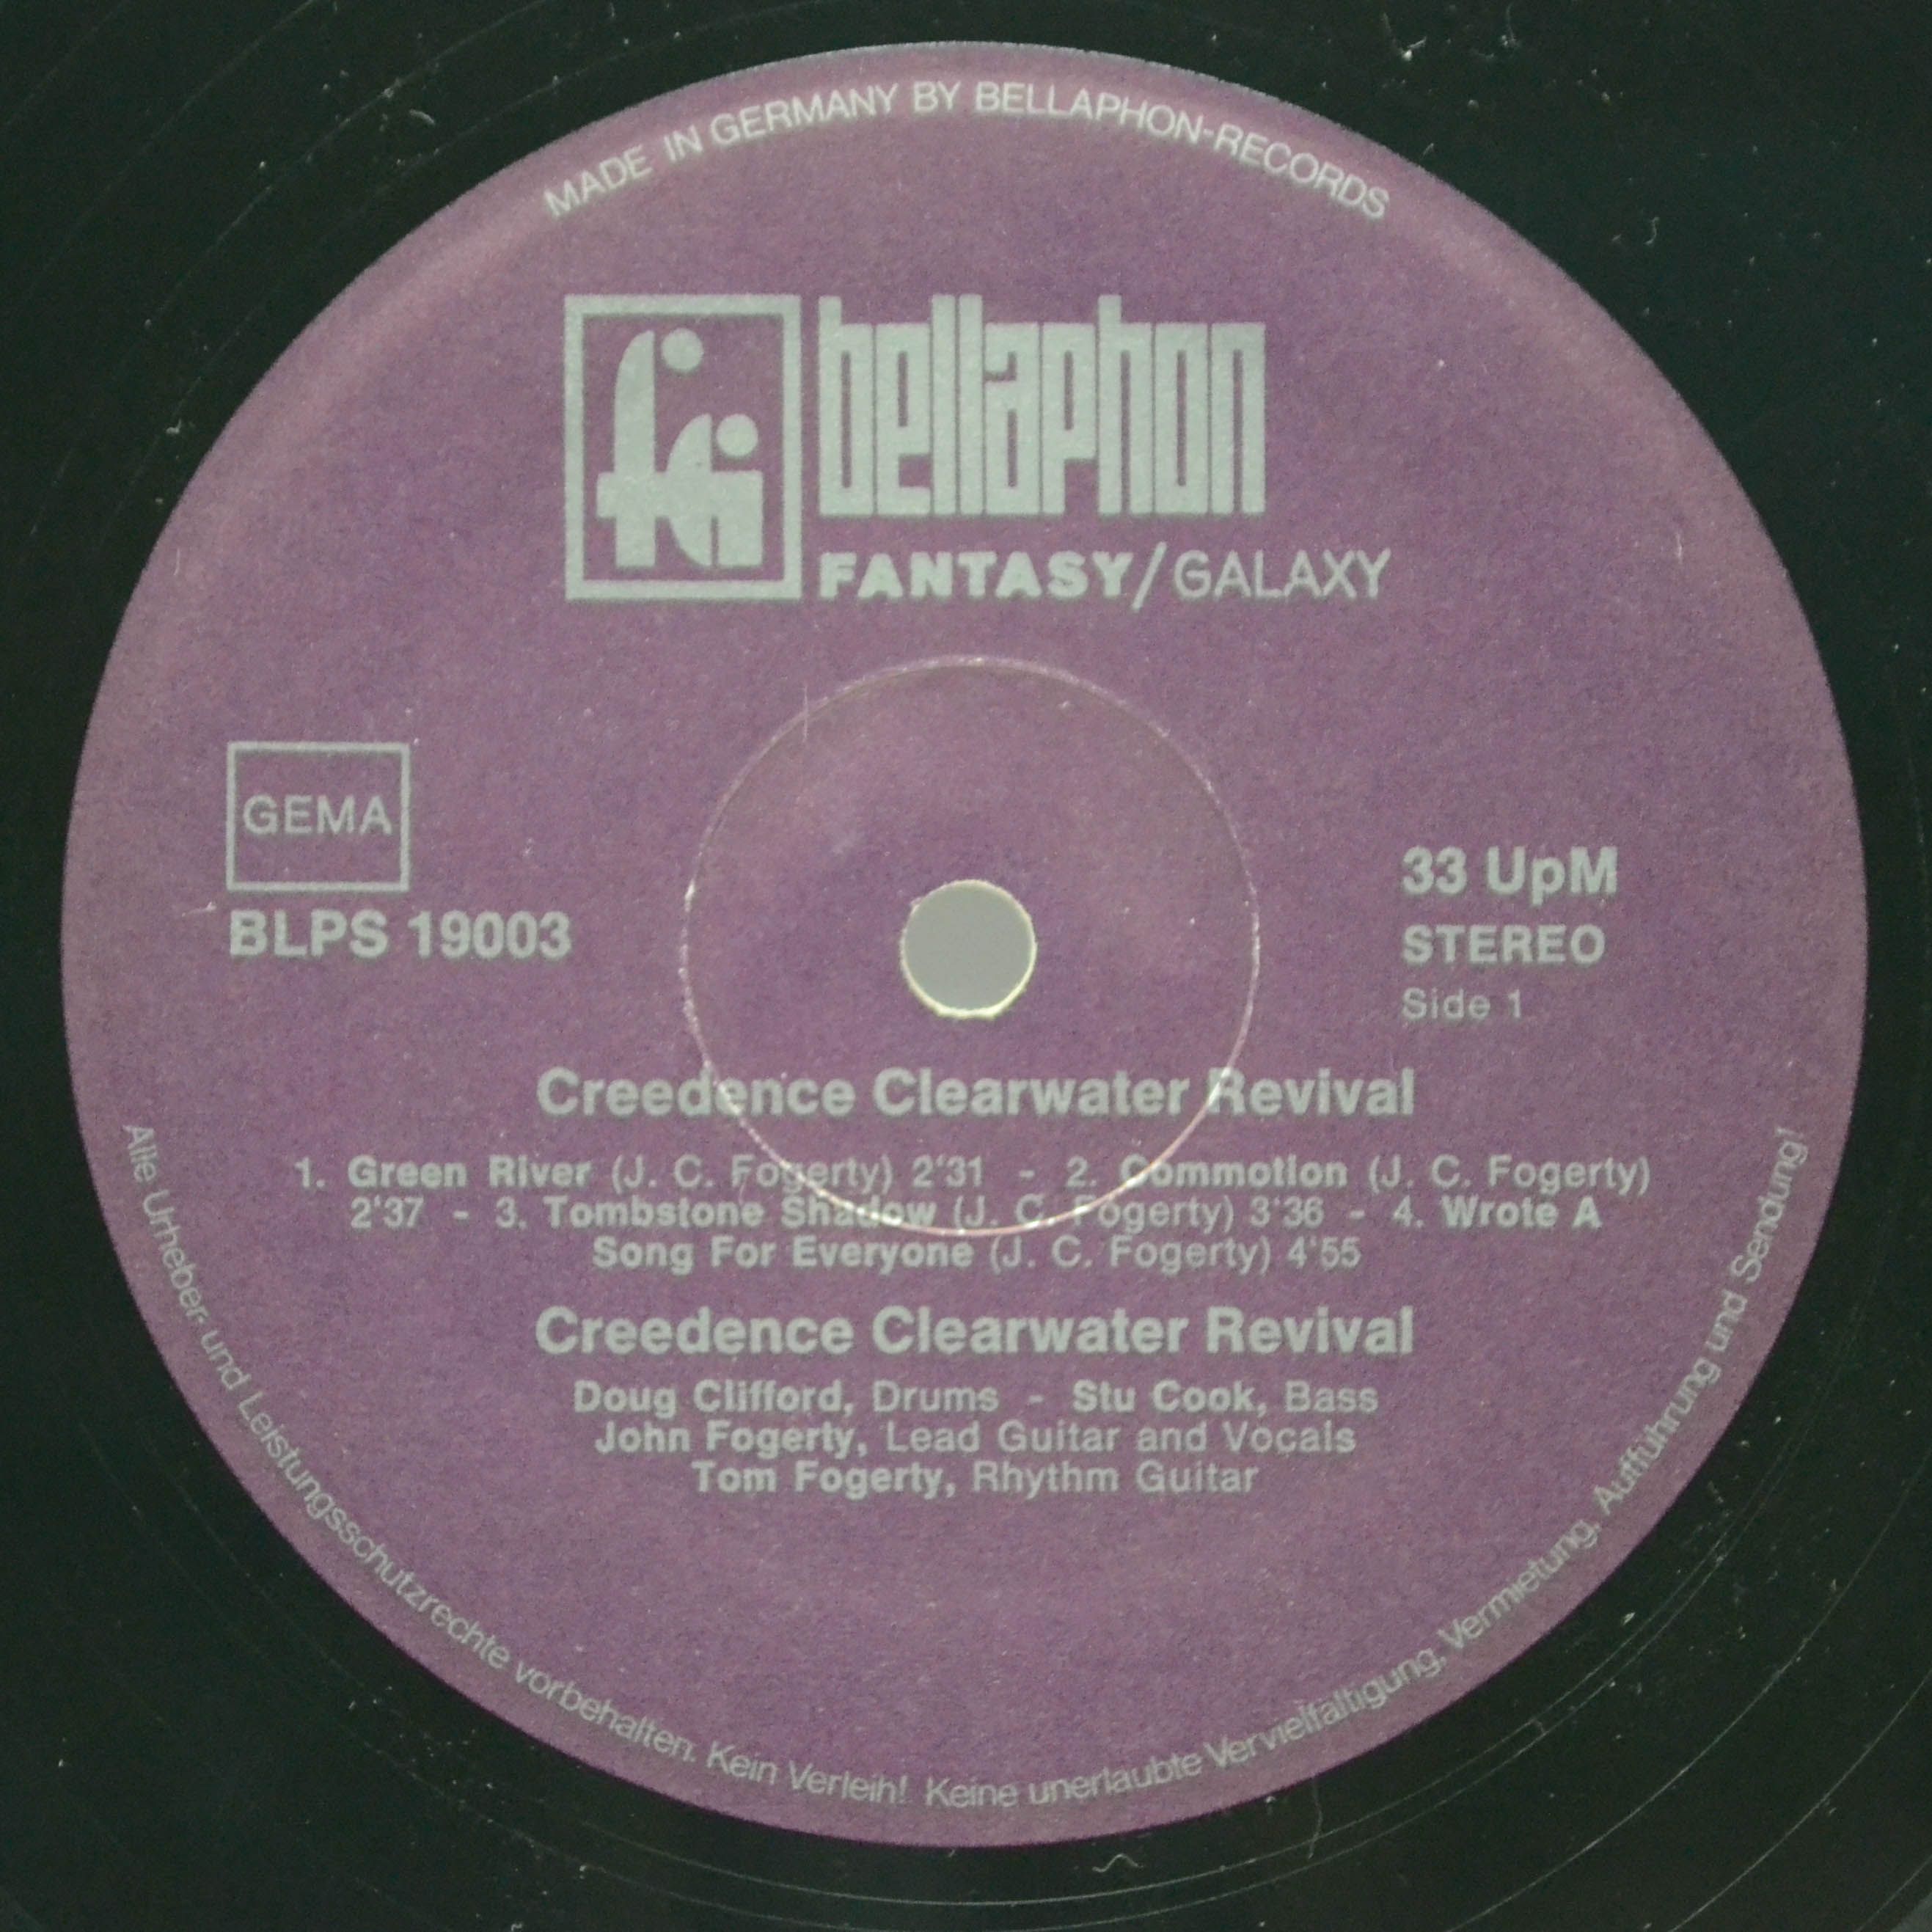 MADE IN GERMANY BY BELLAPHON-RECORDS
bellaphon
FANTASY/GALAXY
GEMA
BLPS 19003
33 UpM
STEREO
Side 1
Creedence Clearwater Revival
1. Green River (J. C. Fogerty) 2'31 - 2. Commotion (J. C. Fogerty)
2'37 - 3. Tombstone Shadow (J. C. Fogerty) 3'36 - 4. Wrote A
Song For Everyone (J. C. Fogerty) 4'55
Creedence Clearwater Revival
Doug Clifford, Drums - Stu Cook, Bass
John Fogerty, Lead Guitar and Vocals
Tom Fogerty, Rhythm Guitar
Alle Urheber- und Leistungsschutzrechte vorbehalten. Kein Verleih! Keine unerlaubte Vervielfältigung, Vermietung, Aufführung und Sendung!